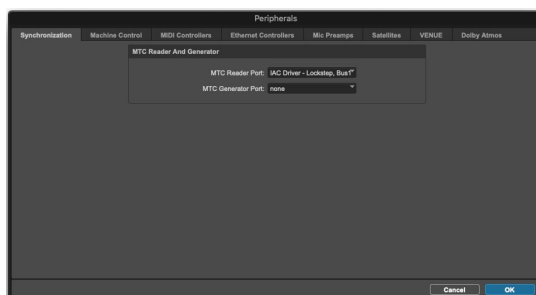 Peripherals
Synchronization Machine Control MIDI Controllers Ethernet Controllers Mic Preamps Satellites VENUE Dolby Atmos
MTC Reader And Generator
MTC Reader Port: IAC Driver - Lockstep, Bus1
MTC Generator Port: none
Cancel OK